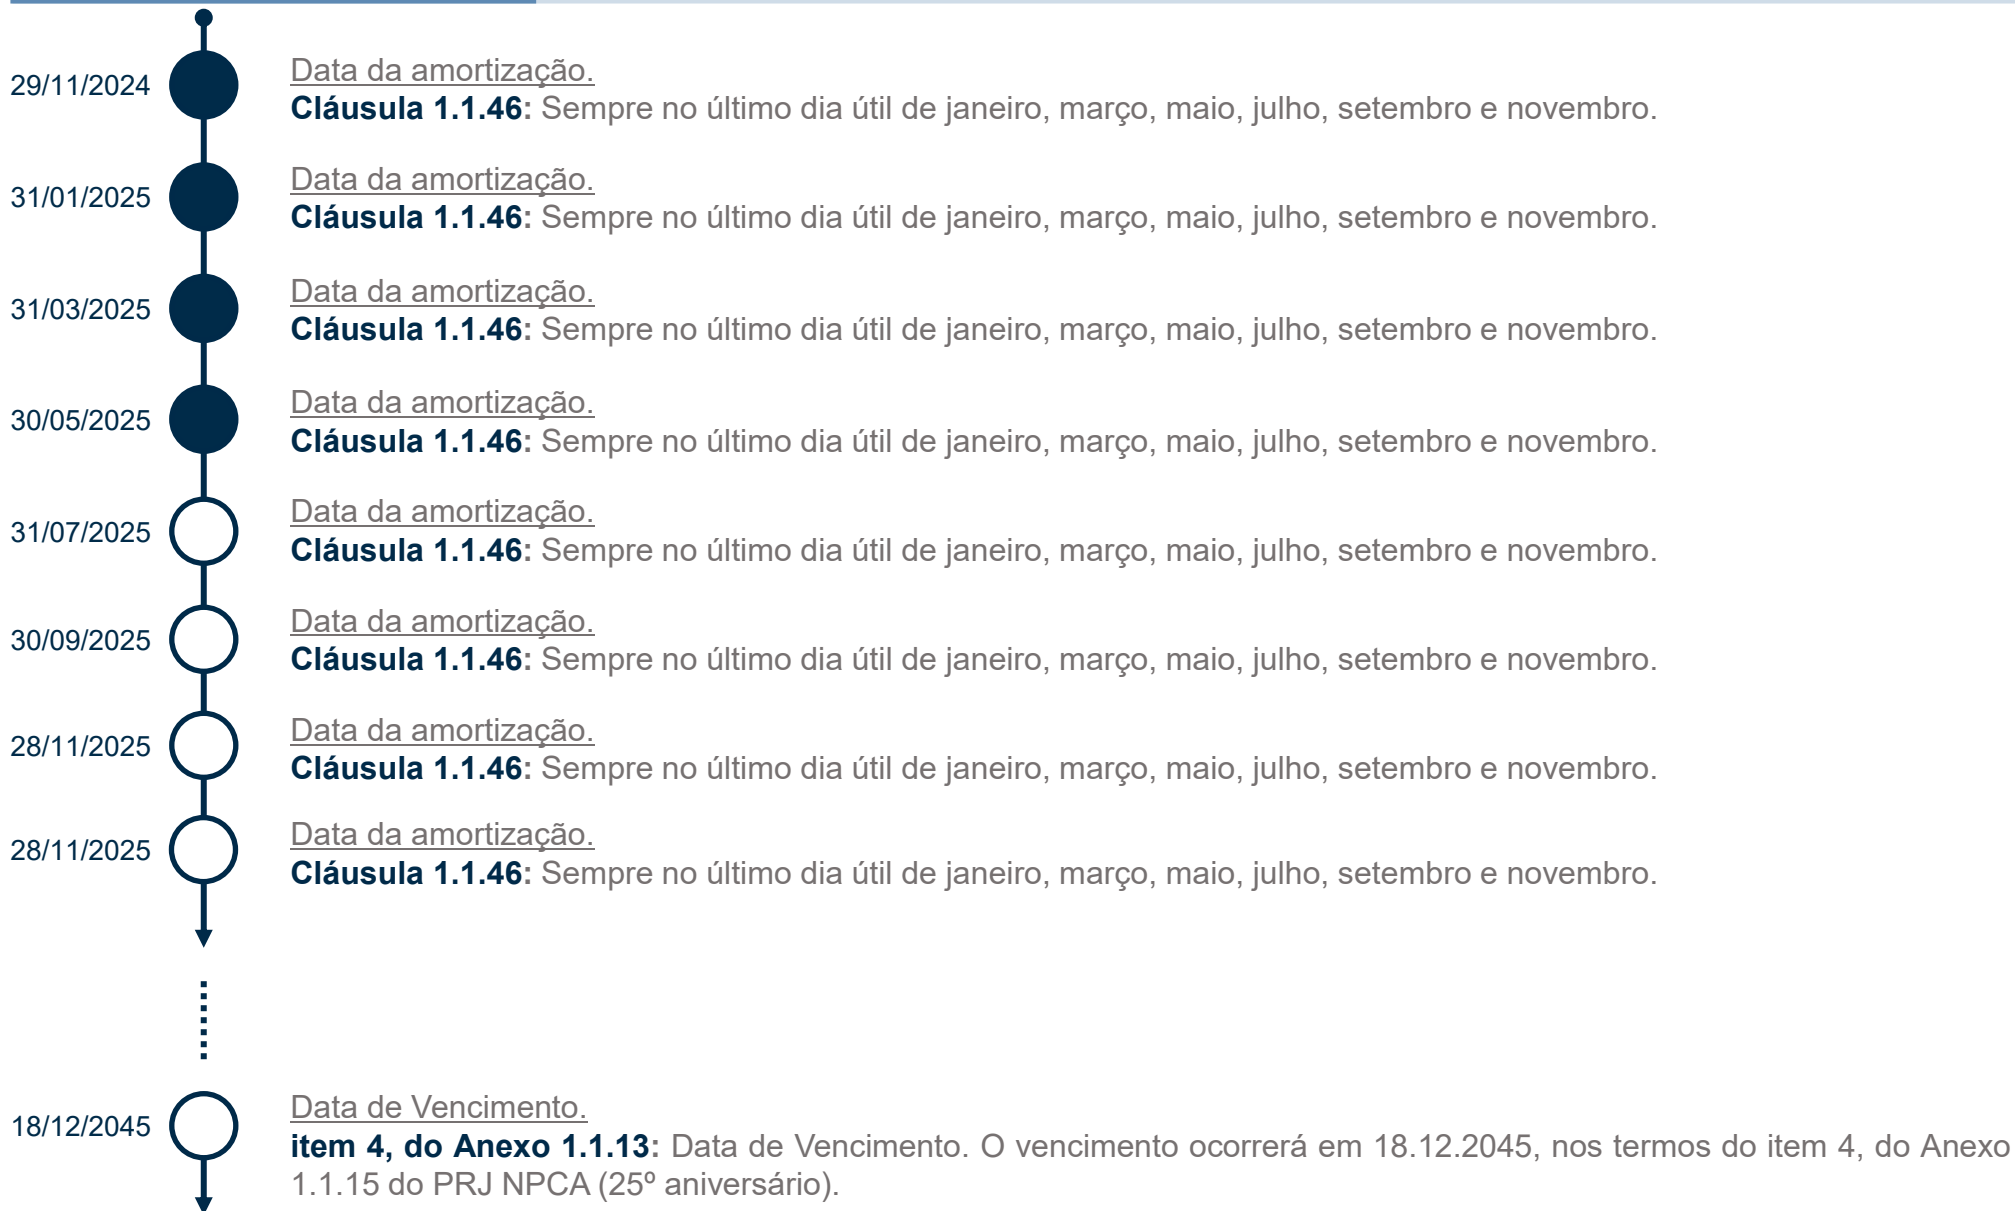 29/11/2024
Data da amortização.
Cláusula 1.1.46: Sempre no último dia útil de janeiro, março, maio, julho, setembro e novembro.
31/01/2025
Data da amortização.
Cláusula 1.1.46: Sempre no último dia útil de janeiro, março, maio, julho, setembro e novembro.
31/03/2025
Data da amortização.
Cláusula 1.1.46: Sempre no último dia útil de janeiro, março, maio, julho, setembro e novembro.
30/05/2025
Data da amortização.
Cláusula 1.1.46: Sempre no último dia útil de janeiro, março, maio, julho, setembro e novembro.
31/07/2025
Data da amortização.
Cláusula 1.1.46: Sempre no último dia útil de janeiro, março, maio, julho, setembro e novembro.
30/09/2025
Data da amortização.
Cláusula 1.1.46: Sempre no último dia útil de janeiro, março, maio, julho, setembro e novembro.
28/11/2025
Data da amortização.
Cláusula 1.1.46: Sempre no último dia útil de janeiro, março, maio, julho, setembro e novembro.
28/11/2025
Data da amortização.
Cláusula 1.1.46: Sempre no último dia útil de janeiro, março, maio, julho, setembro e novembro.
18/12/2045
Data de Vencimento.
item 4, do Anexo 1.1.13: Data de Vencimento. O vencimento ocorrerá em 18.12.2045, nos termos do item 4, do Anexo
1.1.15 do PRJ NPCA (25º aniversário).